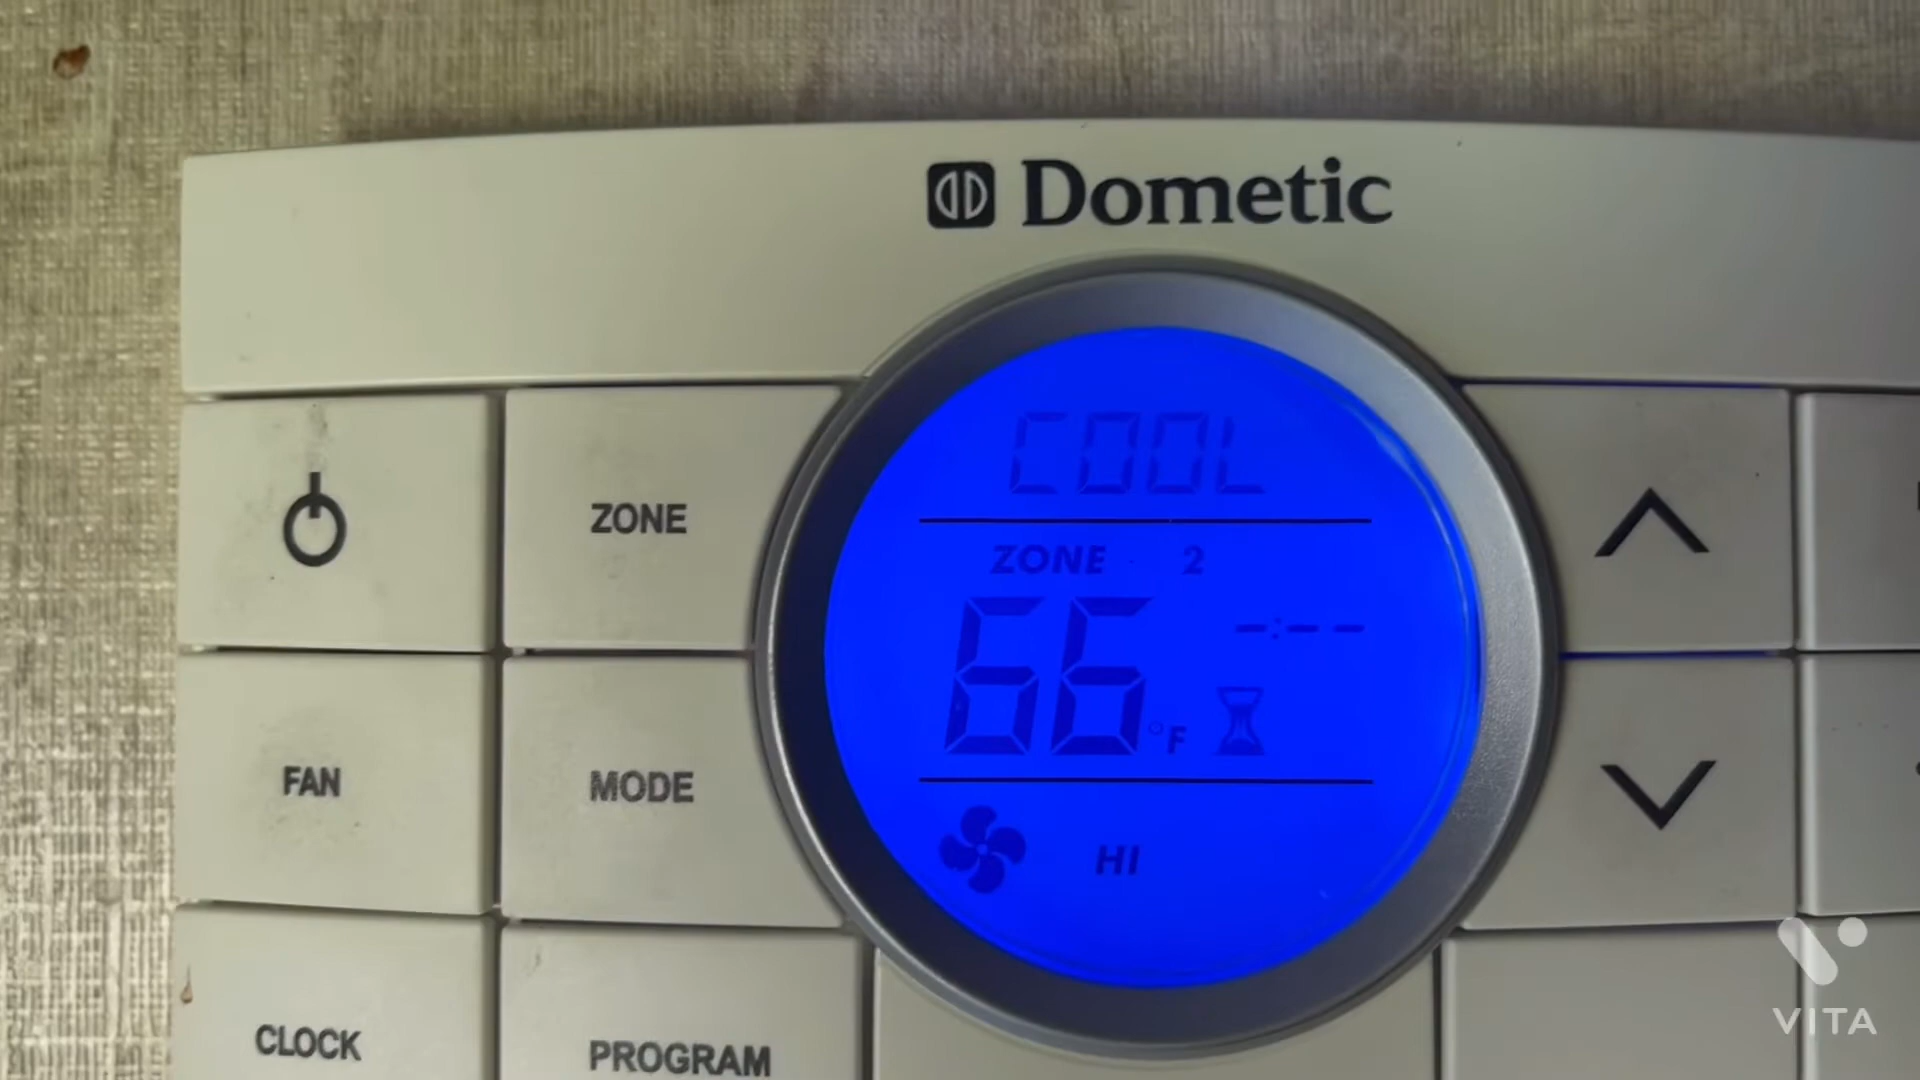 Dometic
COOL
ZONE
ZONE 2
66 °F -:--
FAN
MODE
HI
CLOCK
PROGRAM
VITA